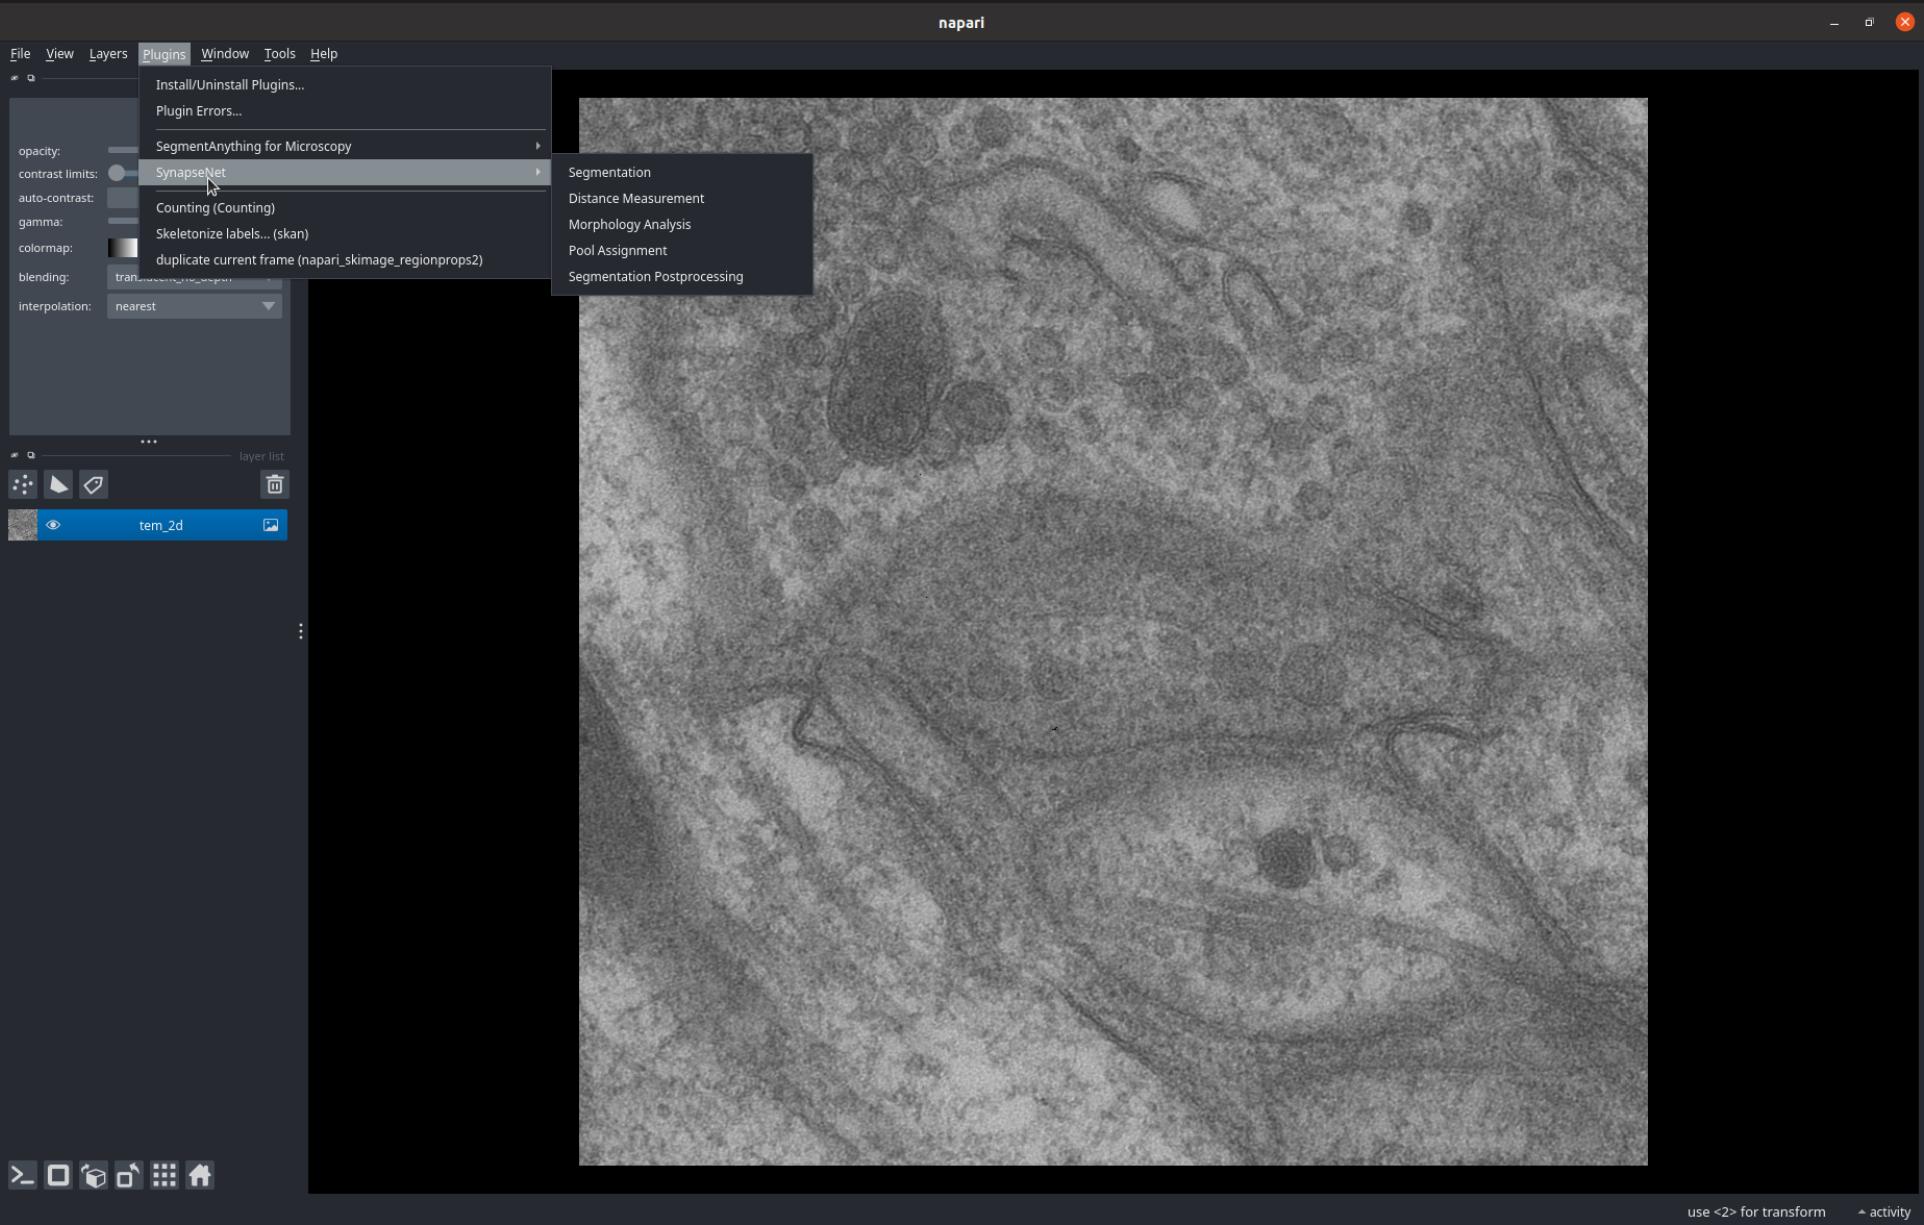 napari
File View Layers Plugins Window Tools Help
Install/Uninstall Plugins...
Plugin Errors...
SegmentAnything for Microscopy
SynapseNet
Counting (Counting)
Skeletonize labels... (skan)
duplicate current frame (napari_skimage_regionprops2)
Segmentation
Distance Measurement
Morphology Analysis
Pool Assignment
Segmentation Postprocessing
opacity:
contrast limits:
auto-contrast:
gamma:
colormap:
blending: translucent_no_depth
interpolation: nearest
layer list
tem_2d
use <2> for transform activity